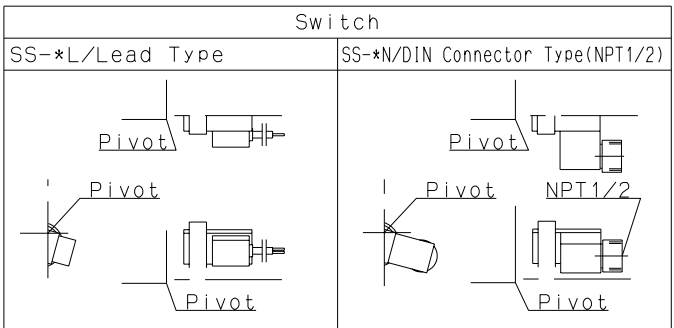 Switch
SS-*L/Lead Type
SS-*N/DIN Connector Type(NPT1/2)
Pivot
Pivot
Pivot
Pivot NPT1/2
Pivot
Pivot